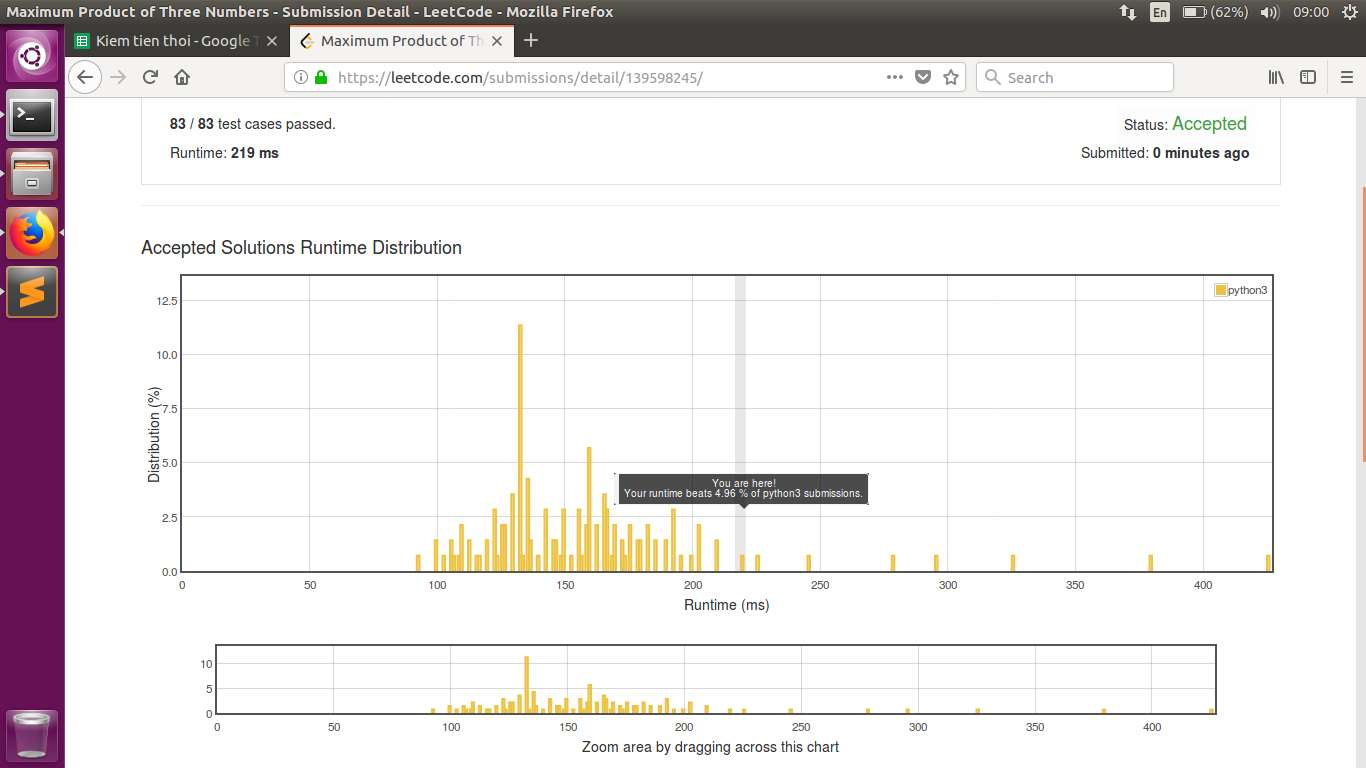 Maximum Product of Three Numbers - Submission Detail - LeetCode - Mozilla Firefox
En (62%) 09:00
Kiem tien thoi - Google T Maximum Product of Th
https://leetcode.com/submissions/detail/139598245/ Search
83 / 83 test cases passed. Status: Accepted
Runtime: 219 ms Submitted: 0 minutes ago
Accepted Solutions Runtime Distribution
python3
12.5
10.0
7.5
5.0
2.5
0.0
Distribution (%)
You are here!
Your runtime beats 4.96 % of python3 submissions.
0 50 100 150 200 250 300 350 400
Runtime (ms)
10
5
0
0 50 100 150 200 250 300 350 400
Zoom area by dragging across this chart